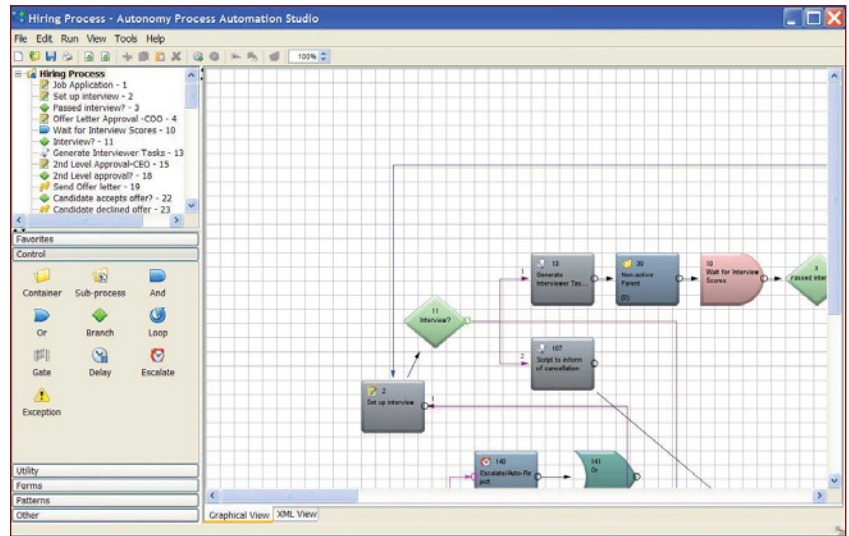 Hiring Process - Autonomy Process Automation Studio
File Edit Run View Tools Help
100%
Hiring Process
Job Application - 1
Set up interview - 2
Passed interview? - 3
Offer Letter Approval -COO - 4
Wait for Interview Scores - 10
Interview? - 11
Generate Interviewer Tasks - 13
2nd Level Approval-CEO - 15
2nd Level approval? - 18
Send Offer letter - 19
Candidate accepts offer? - 22
Candidate declined offer - 23
Favorites
Control
Container Sub-process And
Or Branch Loop
Gate Delay Escalate
Exception
Utility
Forms
Patterns
Other
13
Generate
Interviewer Tas...
Non-active
Parent
(D)
10
Wait for Interview
Scores
3
Passed inter
1
11
Interview?
2
107
Script to inform
of cancellation
2
Set up interview
1
140
Escalate/Auto-Re
ject
141
Or
Graphical View XML View